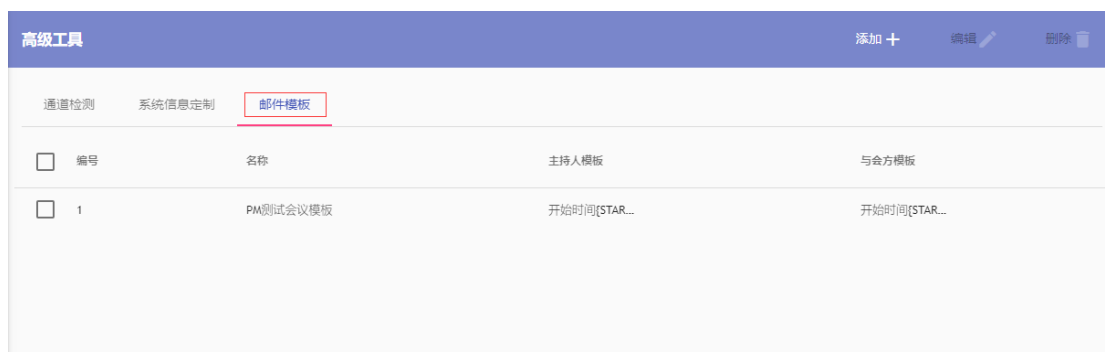 高级工具 添加 编辑 删除
通道检测 系统信息定制 邮件模板
编号 名称 主持人模板 与会方模板
1 PM测试会议模板 开始时间[STAR... 开始时间[STAR...